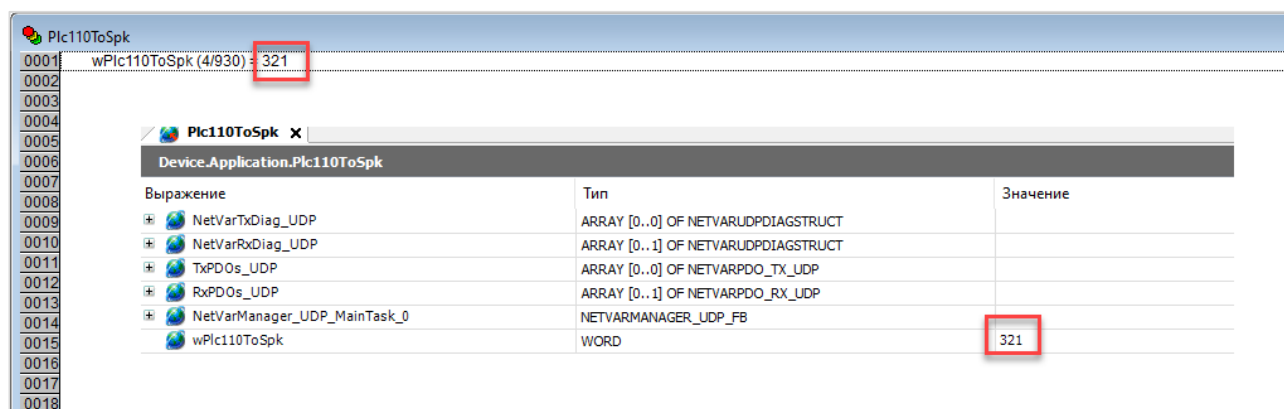 Plc110ToSpk
0001 wPlc110ToSpk (4/930) = 321
0002
0003
0004
0005
0006
0007
0008
0009
0010
0011
0012
0013
0014
0015
0016
0017
0018
Plc110ToSpk X
Device.Application.Plc110ToSpk
Выражение Тип Значение
NetVarTxDiag_UDP ARRAY [0..0] OF NETVARUDPDIAGSTRUCT
NetVarRxDiag_UDP ARRAY [0..1] OF NETVARUDPDIAGSTRUCT
TxPDOs_UDP ARRAY [0..0] OF NETVARPDO_TX_UDP
RxPDOs_UDP ARRAY [0..1] OF NETVARPDO_RX_UDP
NetVarManager_UDP_MainTask_0 NETVARMANAGER_UDP_FB
wPlc110ToSpk WORD 321